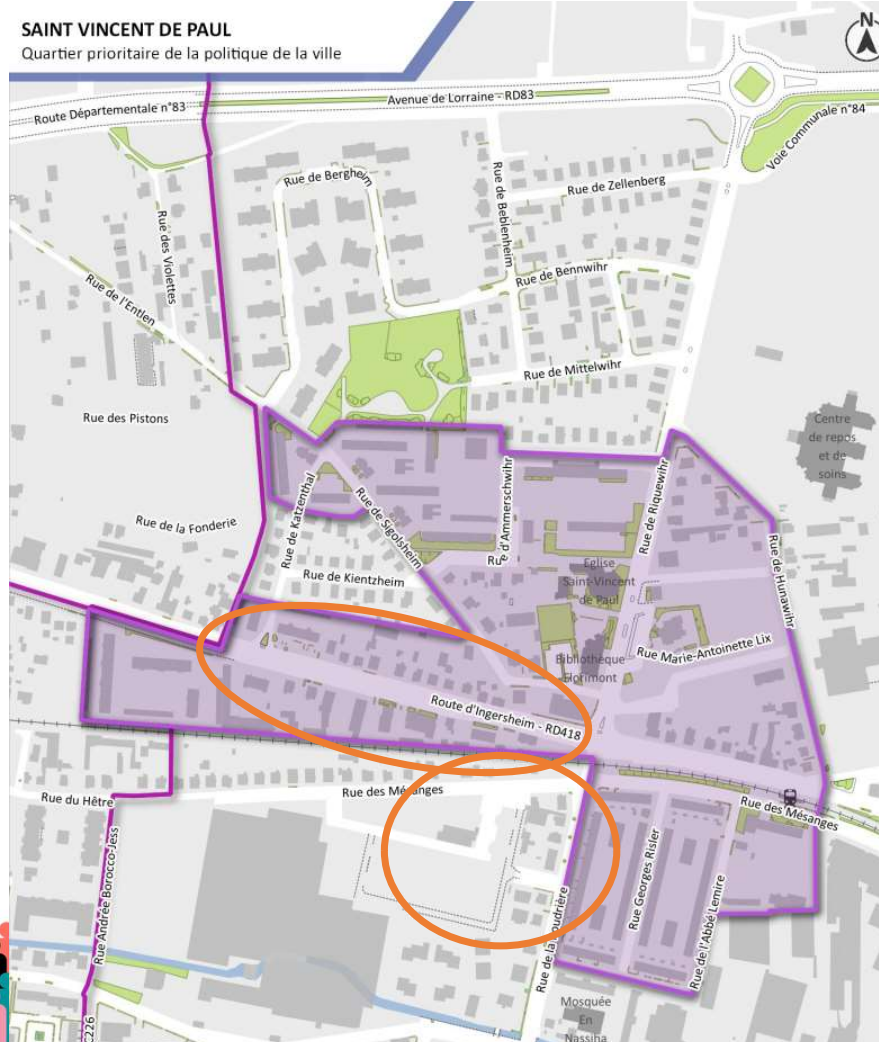 SAINT VINCENT DE PAUL
Quartier prioritaire de la politique de la ville
N
Route Départementale n°83
Avenue de Lorraine - RD83
Voie Communale n°84
Rue de Bergheim
Rue de Beblenheim
Rue de Zellenberg
Rue des Violettes
Rue de Bennwihr
Rue de l'Entlen
Rue de Mittelwihr
Rue des Pistons
Centre
de repos
et de
soins
Rue de la Fonderie
Rue de Katzenthal
Rue de Sigolsheim
Rue d'Ammerschwihr
Rue de Riquewihr
Rue de Hunawihr
Rue de Kientzheim
Eglise
Saint-Vincent
de Paul
Rue Marie-Antoinette Lix
Bibliothèque
Florimont
Route d'Ingersheim - RD418
Rue du Hêtre
Rue des Mésanges
Rue des Mésanges
Rue Andrée Borocco-Jess
Rue Georges Risler
Rue de l'Abbé Lemire
Rue de la Poudrière
Mosquée
En
Nassiha
C226